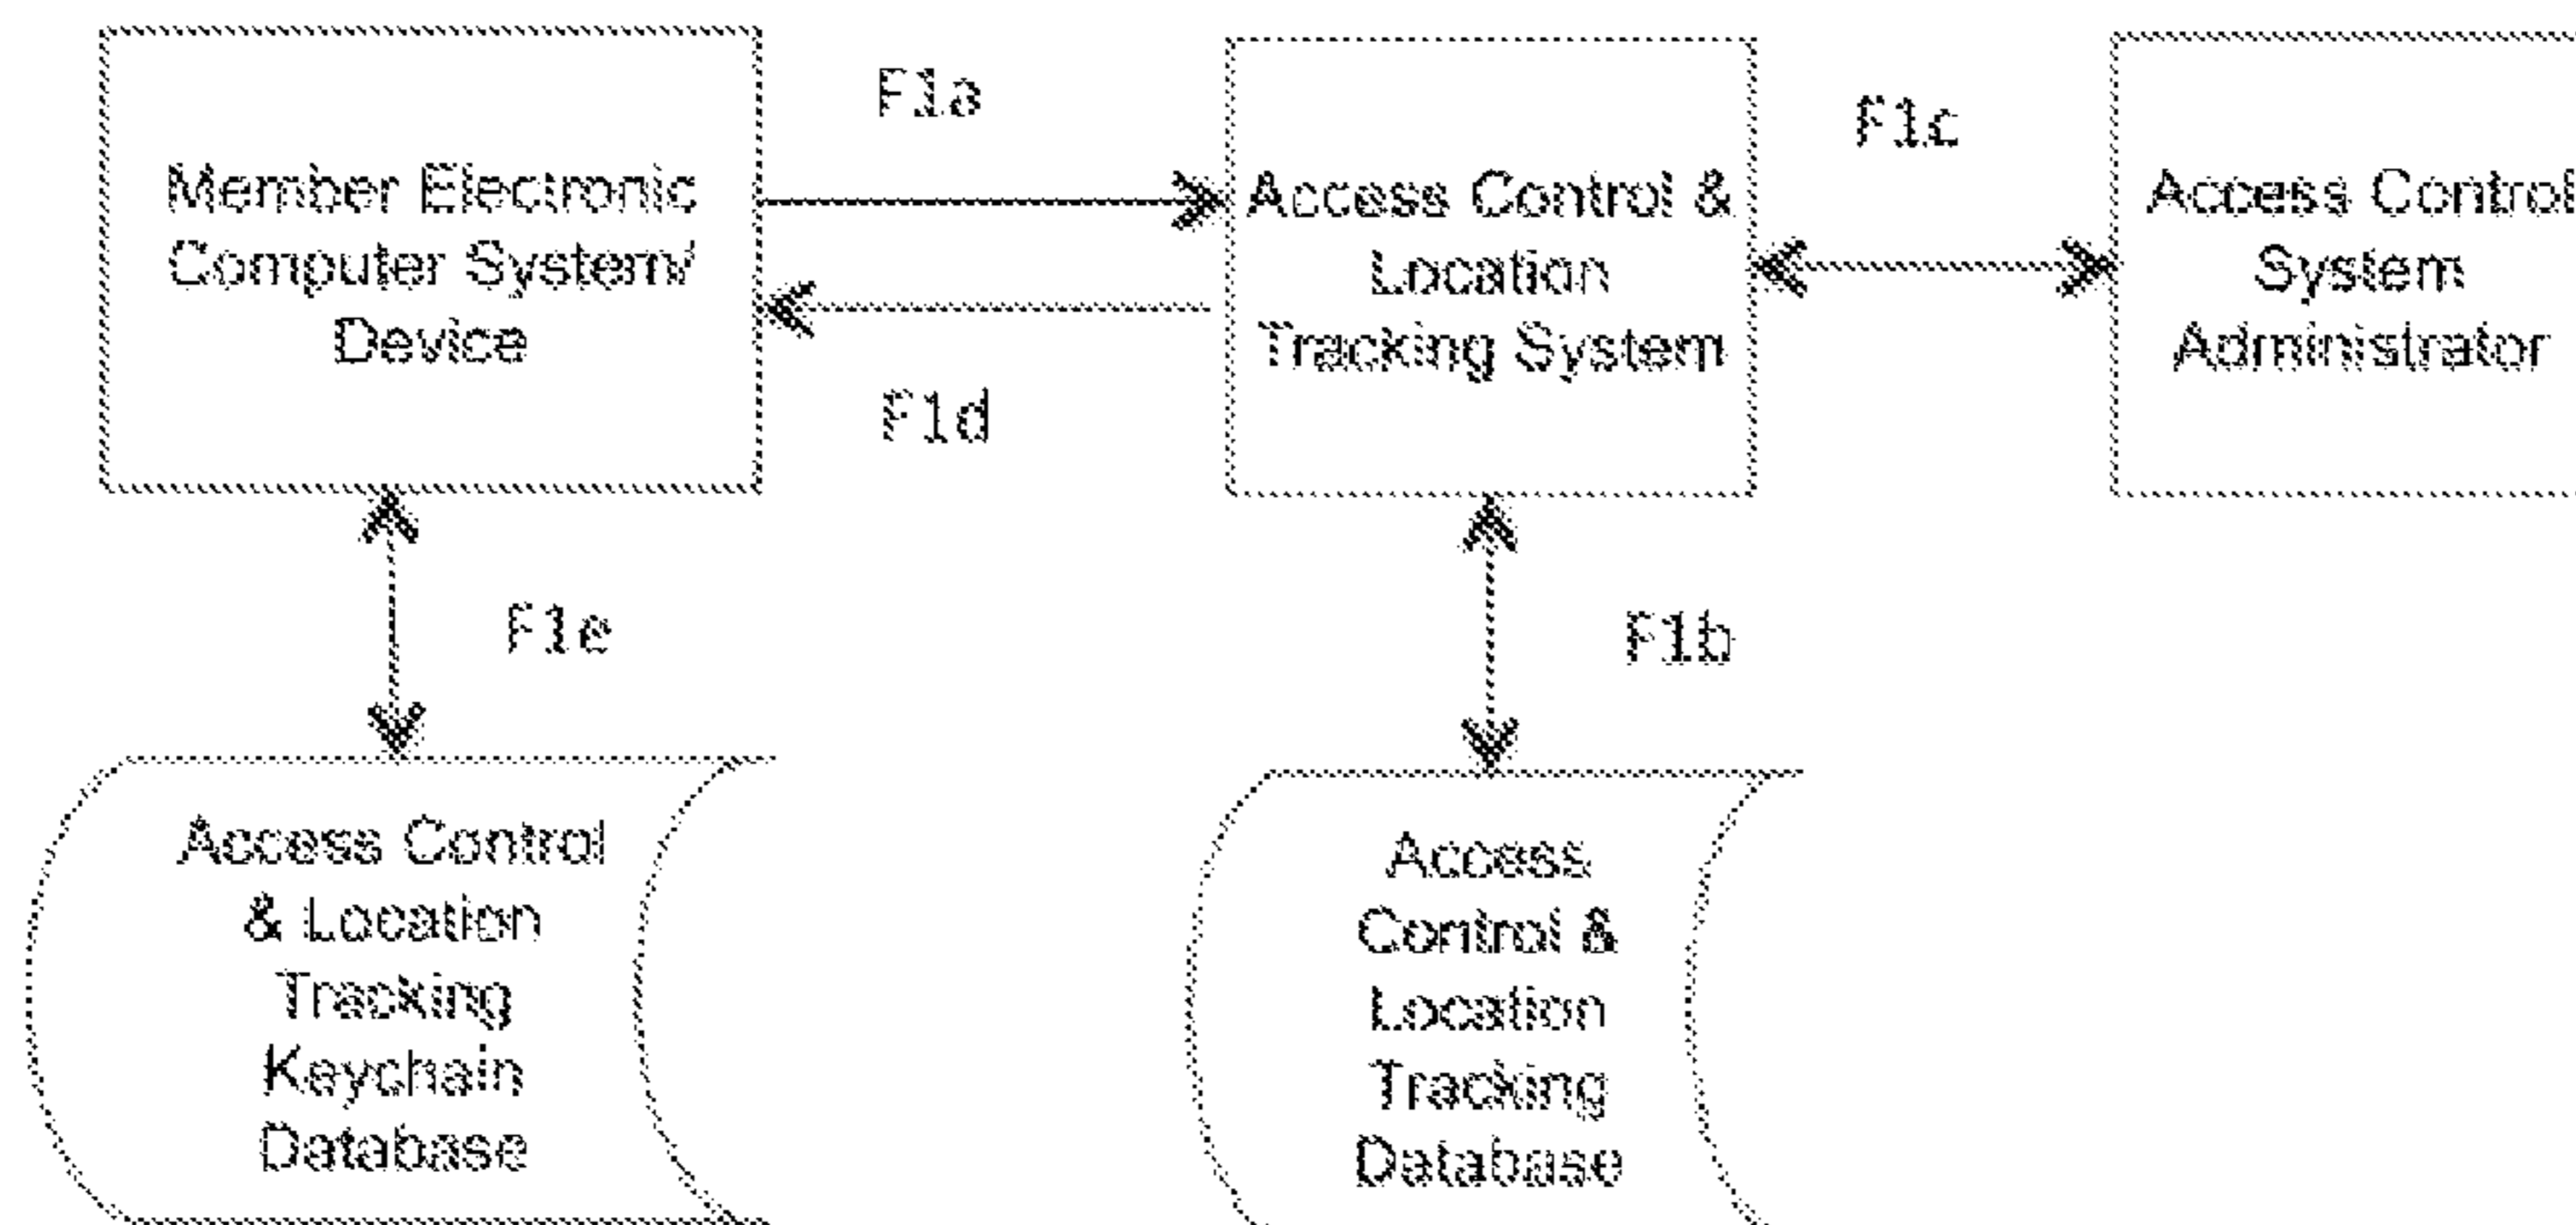 Member Electronic
Computer System/
Device
F1a
F1d
Access Control &
Location
Tracking System
F1c
Access Control
System
Administrator
F1e
F1b
Access Control
& Location
Tracking
Keychain
Database
Access
Control &
Location
Tracking
Database